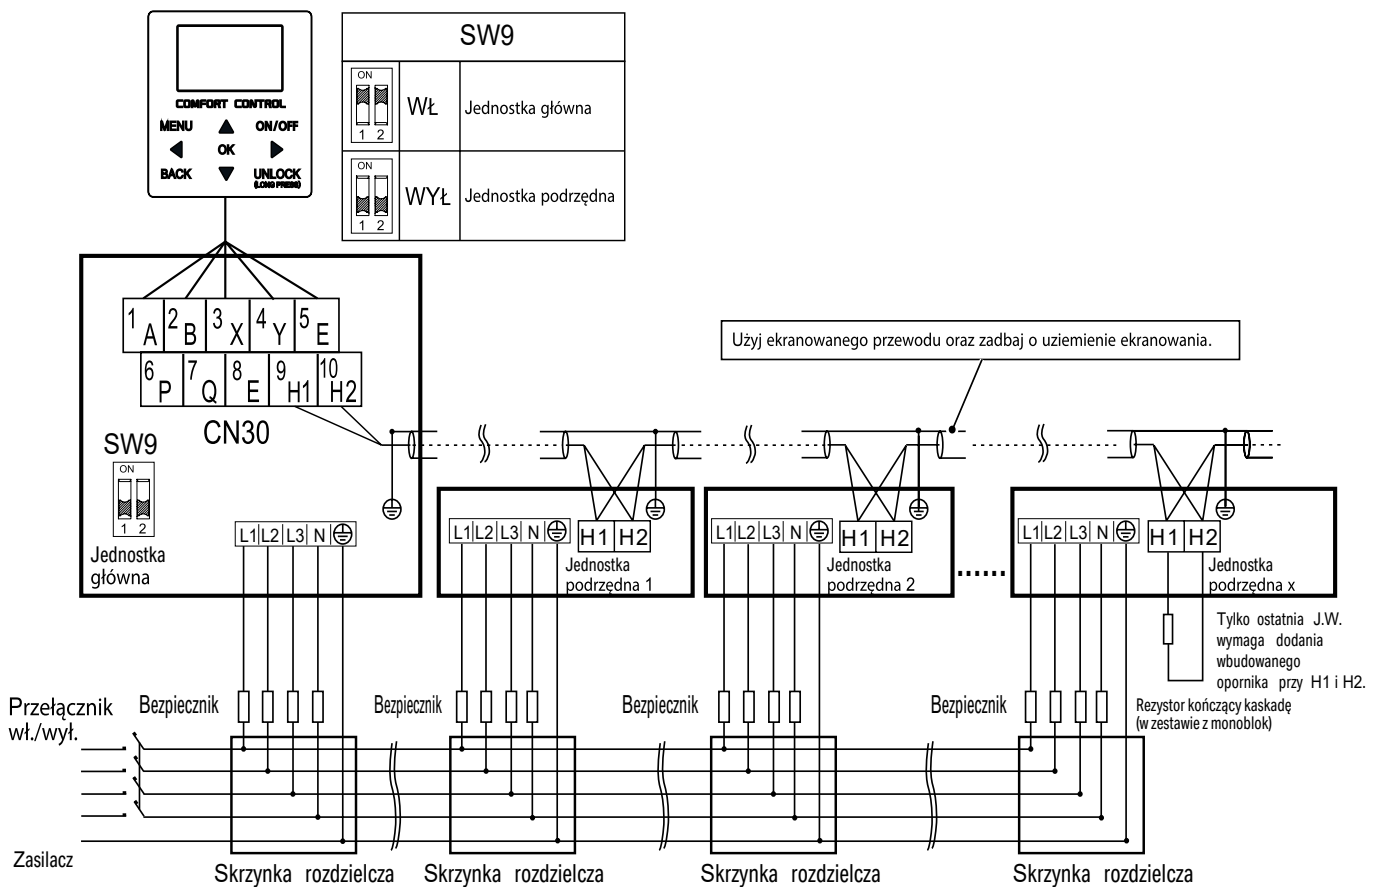 COMFORT CONTROL
MENU ON/OFF
OK
BACK UNLOCK
(LONG PRESS)
SW9
ON
1 2
WŁ
Jednostka główna
ON
1 2
WYŁ
Jednostka podrzędna
1 A 2 B 3 X 4 Y 5 E
6 P 7 Q 8 E 9 H1 10 H2
CN30
SW9
ON
1 2
Jednostka
główna
L1 L2 L3 N
Użyj ekranowanego przewodu oraz zadbaj o uziemienie ekranowania.
L1 L2 L3 N
H1 H2
Jednostka
podrzędna 1
L1 L2 L3 N
H1 H2
Jednostka
podrzędna 2
L1 L2 L3 N
H1 H2
Jednostka
podrzędna x
Tylko ostatnia J.W.
wymaga dodania
wbudowanego
opornika przy H1 i H2.
Rezystor kończący kaskadę
(w zestawie z monoblok)
Przełącznik
wł./wył.
Bezpiecznik
Bezpiecznik
Bezpiecznik
Bezpiecznik
Zasilacz
Skrzynka rozdzielcza
Skrzynka rozdzielcza
Skrzynka rozdzielcza
Skrzynka rozdzielcza